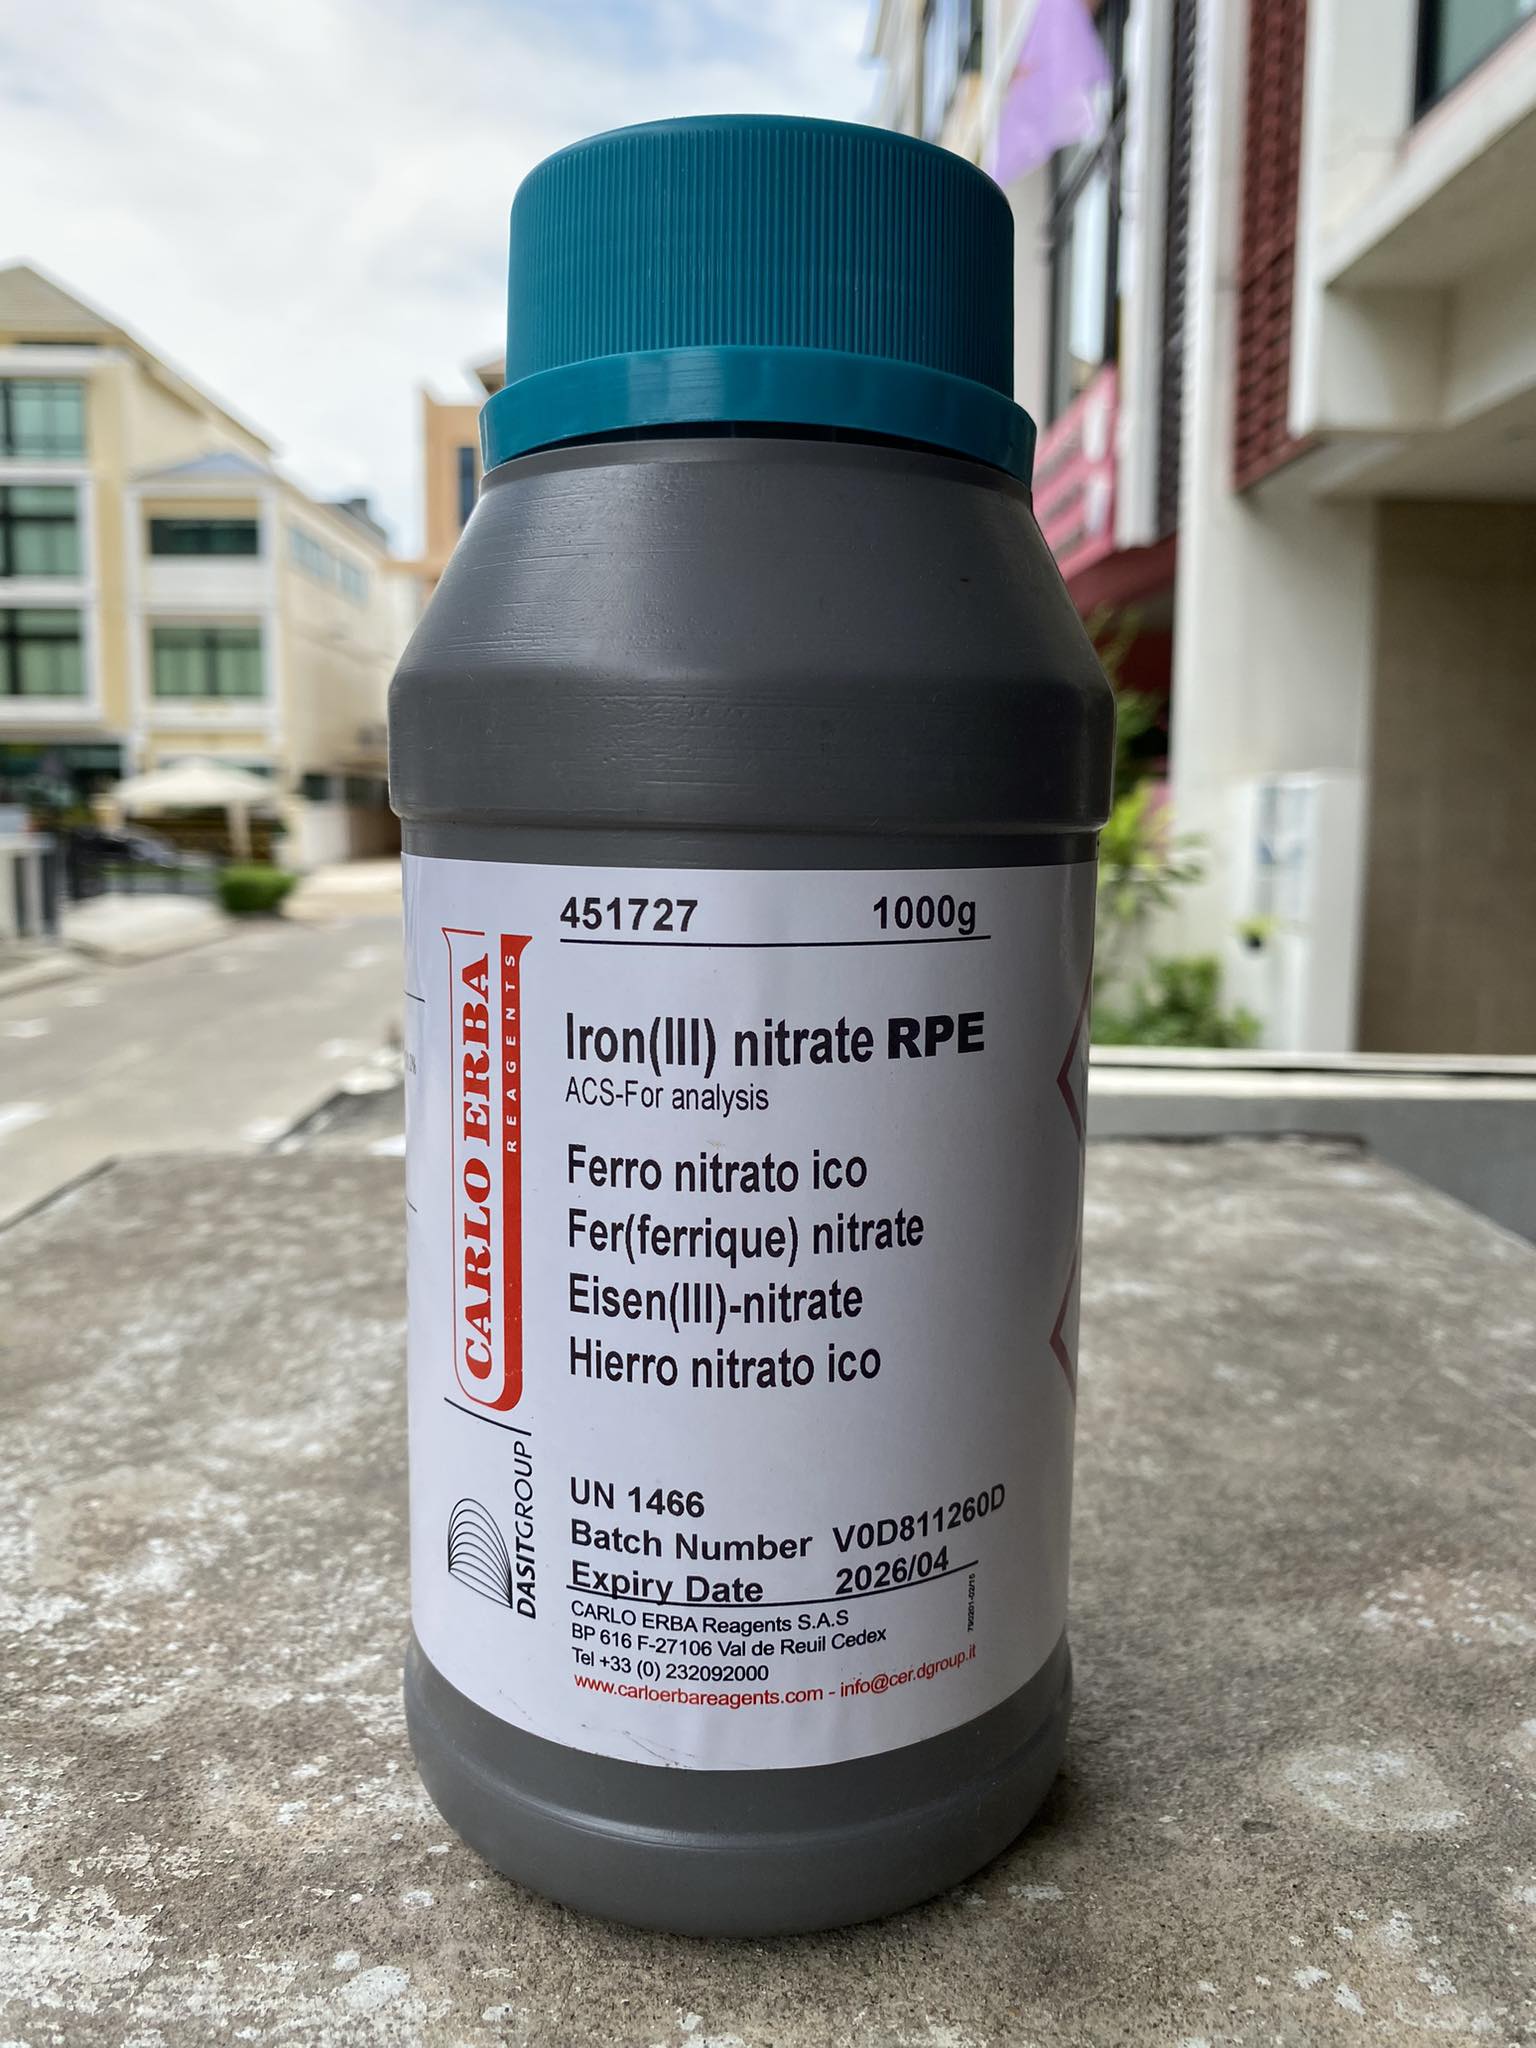 451727 1000g
CARLO ERBA
REAGENTS
Iron(III) nitrate RPE
ACS-For analysis
Ferro nitrato ico
Fer(ferrique) nitrate
Eisen(III)-nitrate
Hierro nitrato ico
DASITGROUP
UN 1466
Batch Number V0D811260D
Expiry Date 2026/04
CARLO ERBA Reagents S.A.S
BP 616 F-27106 Val de Reuil Cedex
Tel +33 (0) 232092000
www.carloerbareagents.com - info@cer.dgroup.it